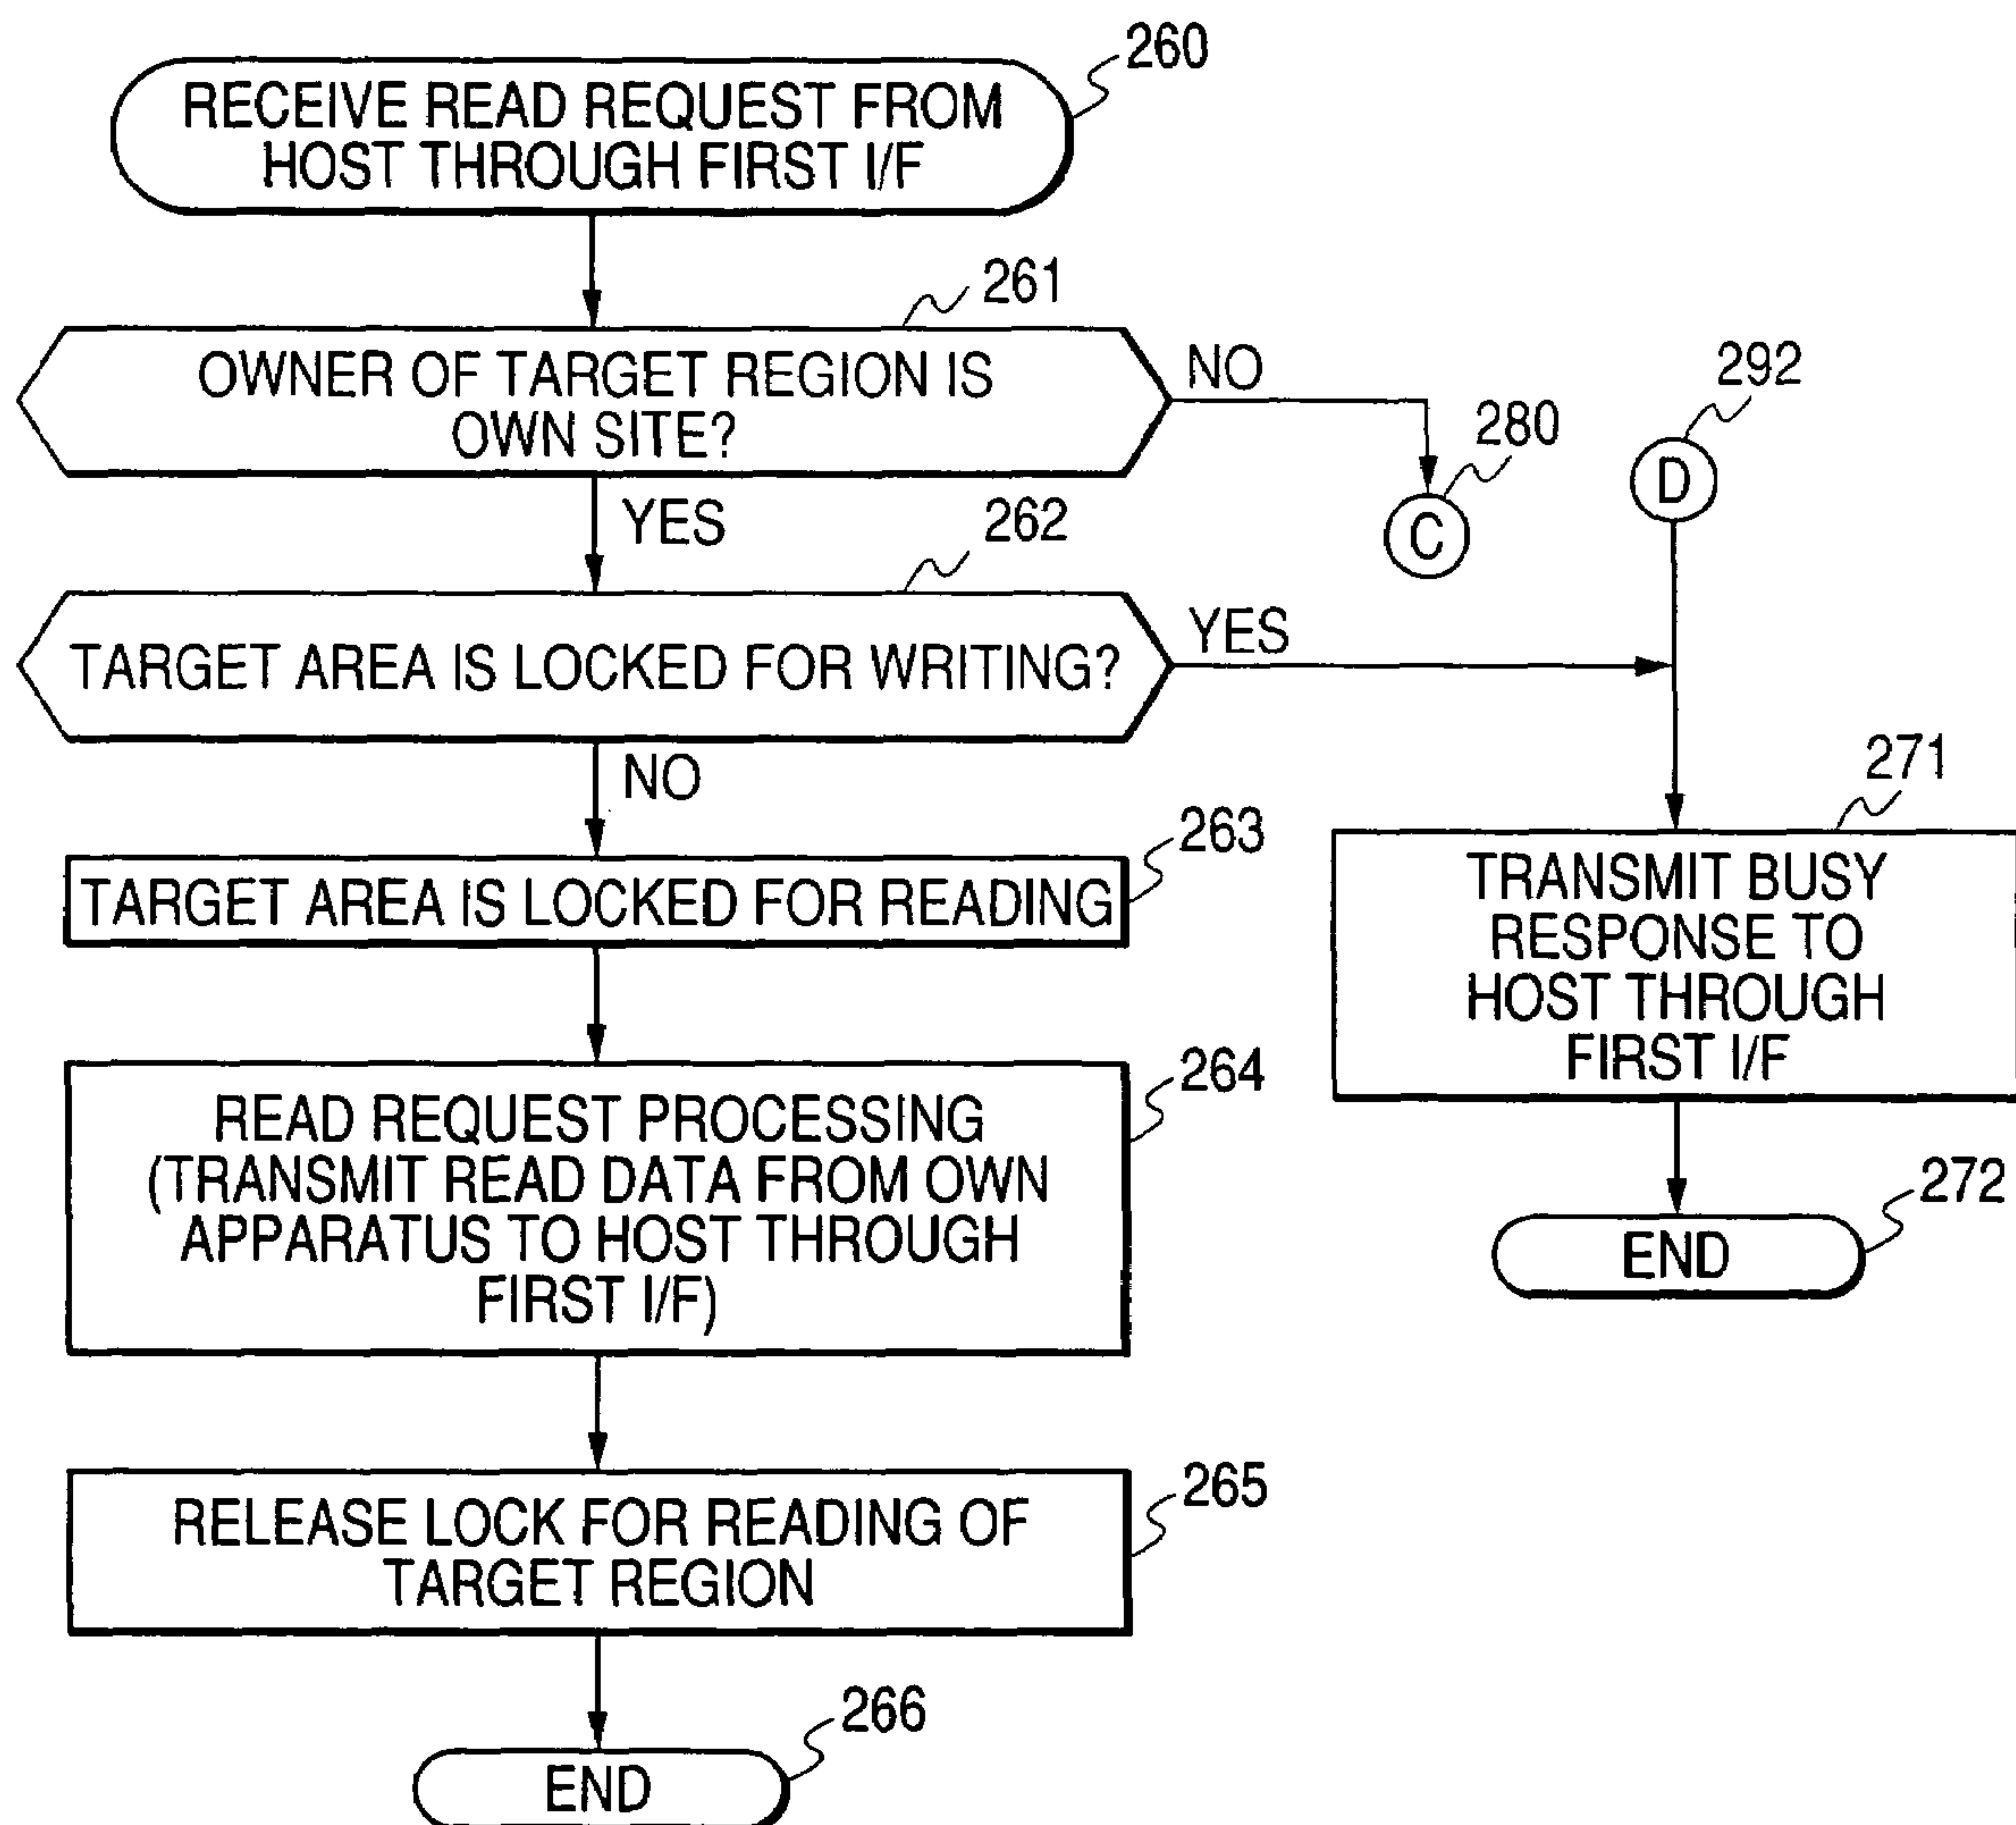 260
RECEIVE READ REQUEST FROM
HOST THROUGH FIRST I/F
261
OWNER OF TARGET REGION IS
OWN SITE?
NO
280
C
292
D
YES
262
TARGET AREA IS LOCKED FOR WRITING?
YES
NO
263
TARGET AREA IS LOCKED FOR READING
271
TRANSMIT BUSY
RESPONSE TO
HOST THROUGH
FIRST I/F
264
READ REQUEST PROCESSING
(TRANSMIT READ DATA FROM OWN
APPARATUS TO HOST THROUGH
FIRST I/F)
272
END
265
RELEASE LOCK FOR READING OF
TARGET REGION
266
END